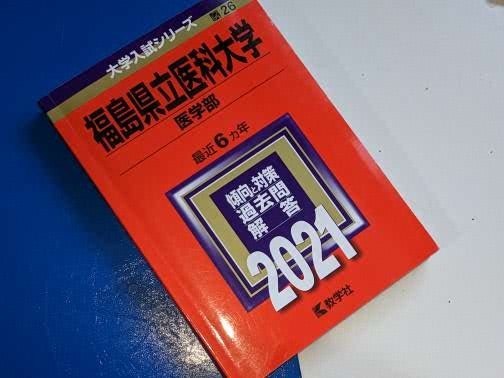 大学入試シリーズ 26
福島県立医科大学
医学部
最近6ヵ年
傾向と対策
過去問
解答
2021
教学社